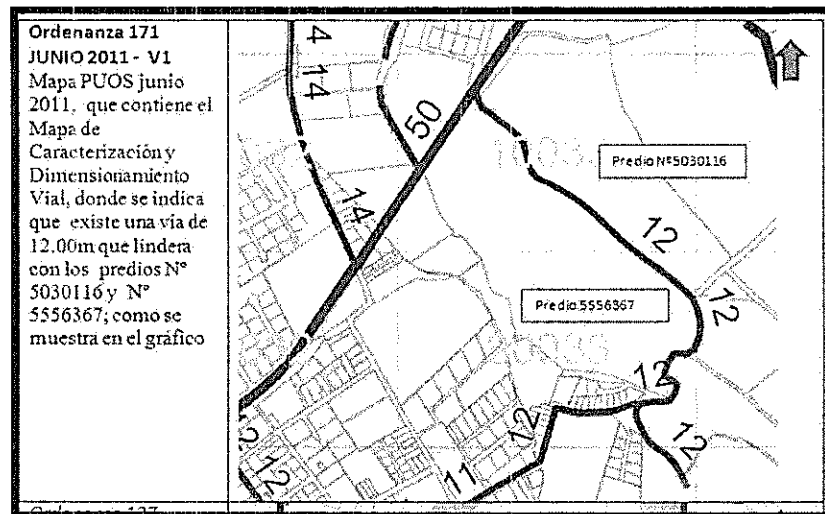 Ordenanza 171
JUNIO 2011 - V1
Mapa PUOS junio
2011, que contiene el
Mapa de
Caracterización y
Dimensionamiento
Vial, donde se indica
que existe una vía de
12.00m que lindera
con los predios N°
5030116 y N°
5556367; como se
muestra en el gráfico
4
14
14
50
Predio N°5030116
12
12
Predio 5556367
12
12
12
11
12